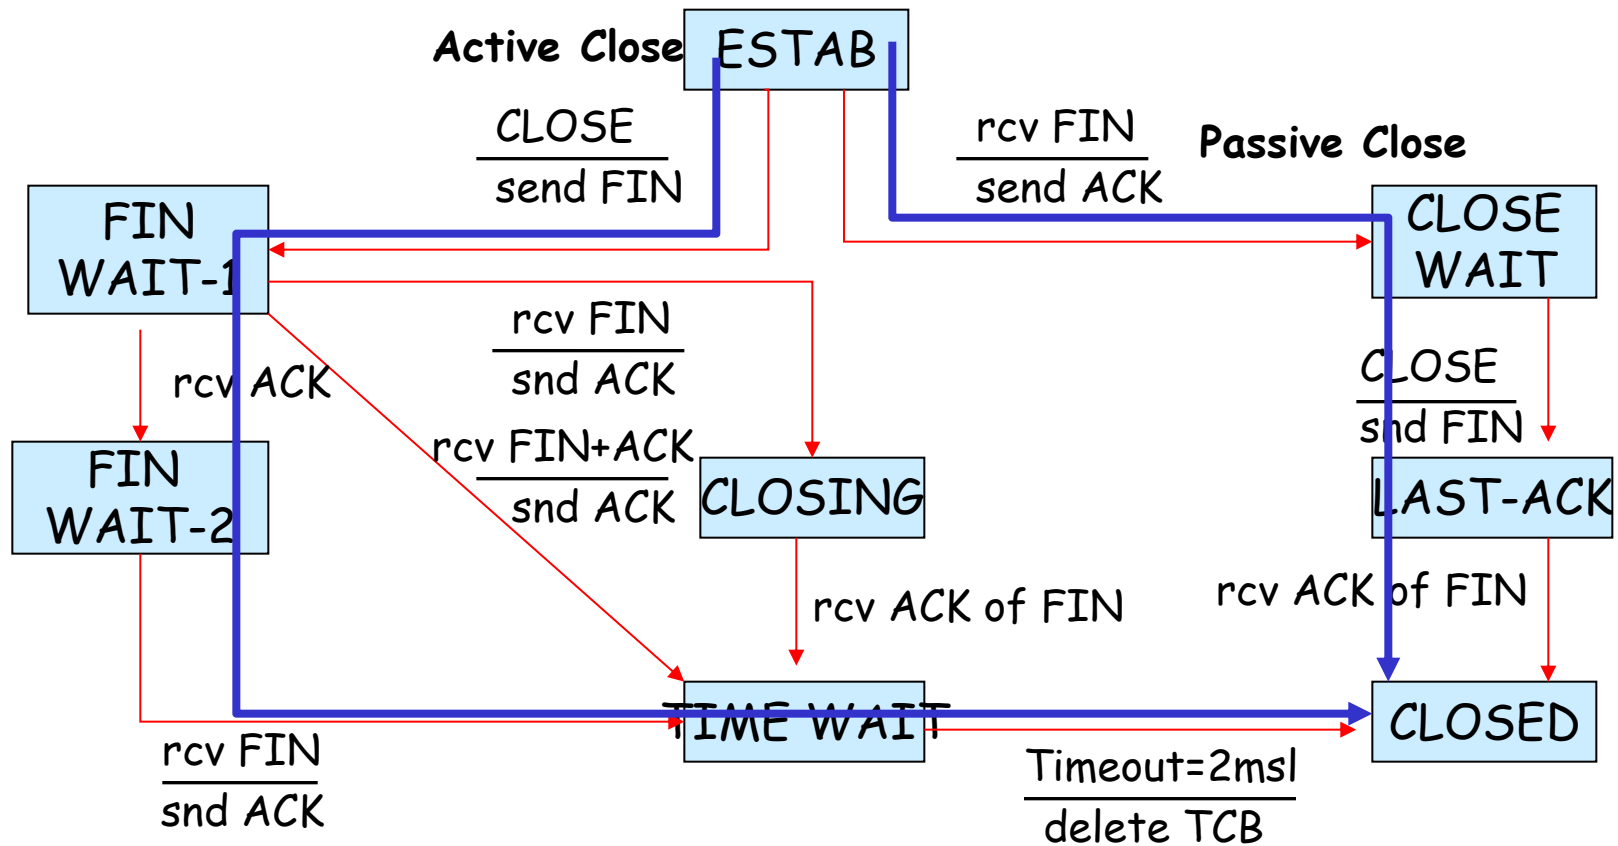 Active Close
ESTAB
CLOSE
send FIN
rcv FIN
send ACK
Passive Close
FIN
WAIT-1
CLOSE
WAIT
rcv FIN
snd ACK
rcv ACK
CLOSE
snd FIN
rcv FIN+ACK
snd ACK
FIN
WAIT-2
CLOSING
LAST-ACK
rcv ACK of FIN
rcv ACK of FIN
TIME WAIT
CLOSED
rcv FIN
snd ACK
Timeout=2msl
delete TCB